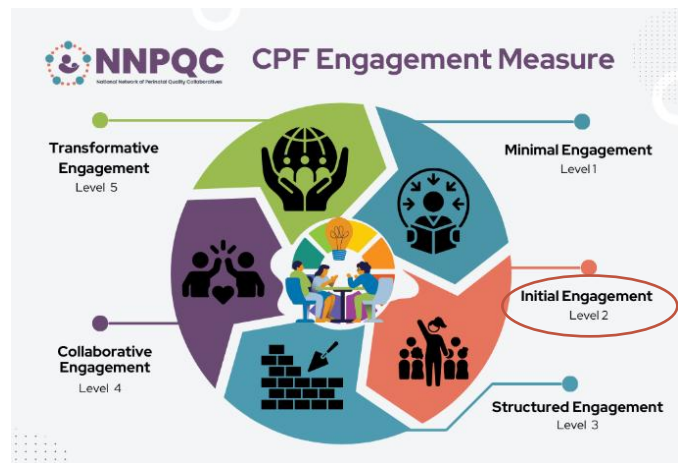 NNPQC
National Network of Perinatal Quality Collaboratives
CPF Engagement Measure
Transformative
Engagement
Level 5
Minimal Engagement
Level 1
Initial Engagement
Level 2
Collaborative
Engagement
Level 4
Structured Engagement
Level 3